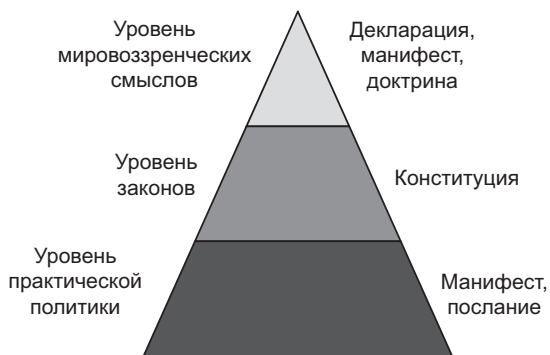 Уровень
мировоззренческих
смыслов
Декларация,
манифест,
доктрина
Уровень
законов
Конституция
Уровень
практической
политики
Манифест,
послание